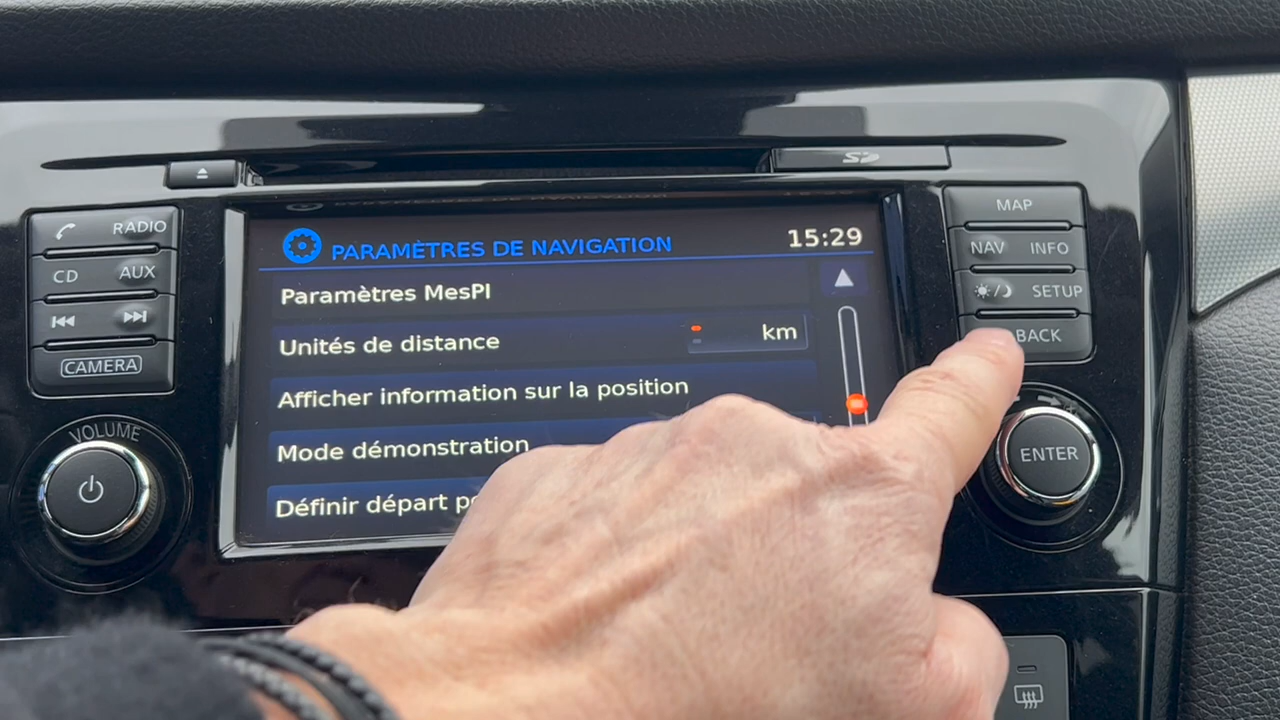 SD
RADIO
CD AUX
CAMERA
VOLUME
PARAMÈTRES DE NAVIGATION 15:29
Paramètres MesPI
Unités de distance km
Afficher information sur la position
Mode démonstration
Définir départ
MAP
NAV INFO
SETUP
BACK
ENTER